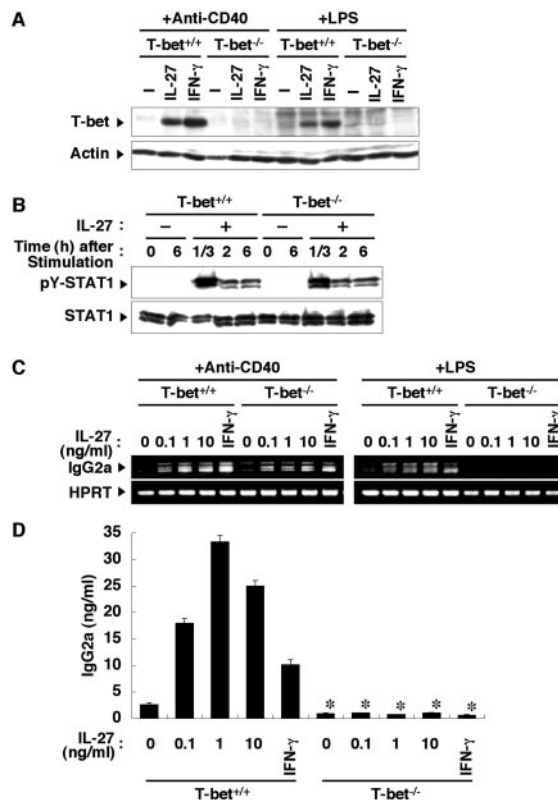 A
+Anti-CD40 +LPS
T-bet+/+ T-bet-/- T-bet+/+ T-bet-/-
– IL-27 IFN-γ – IL-27 IFN-γ – IL-27 IFN-γ – IL-27 IFN-γ
T-bet
Actin
B
T-bet+/+ T-bet-/-
IL-27 : – + – +
Time (h) after Stimulation : 0 6 1/3 2 6 0 6 1/3 2 6
pY-STAT1
STAT1
C
+Anti-CD40 +LPS
T-bet+/+ T-bet-/- T-bet+/+ T-bet-/-
IL-27 (ng/ml) : 0 0.1 1 10 IFN-γ 0 0.1 1 10 IFN-γ 0 0.1 1 10 IFN-γ 0 0.1 1 10 IFN-γ
IgG2a
HPRT
D
IgG2a (ng/ml)
35
30
25
20
15
10
5
0
* * * * *
IL-27 (ng/ml) : 0 0.1 1 10 IFN-γ 0 0.1 1 10 IFN-γ
T-bet+/+ T-bet-/-